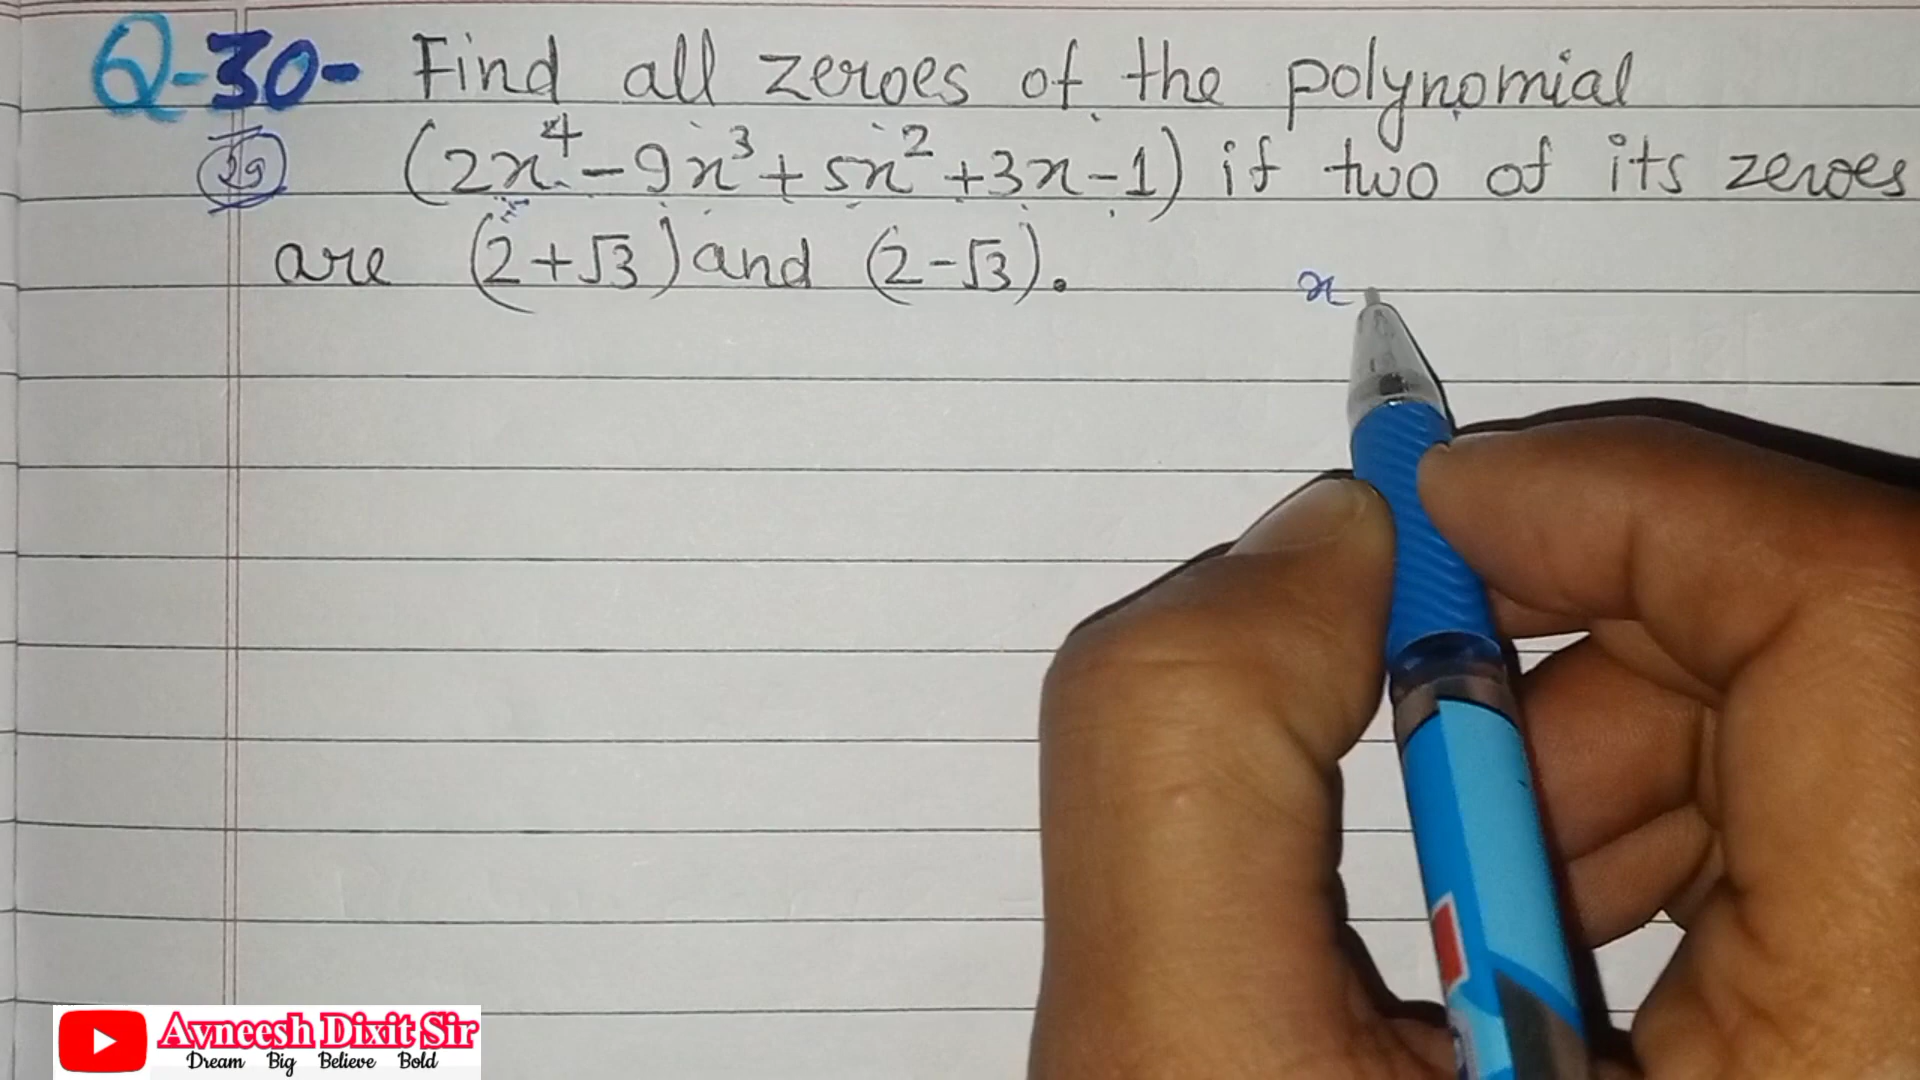 Q-30- Find all zeroes of the polynomial
29 (2x⁴-9x³+5x²+3x-1) if two of its zeroes
are (2+√3) and (2-√3).
x
Avneesh Dixit Sir
Dream Big Believe Bold